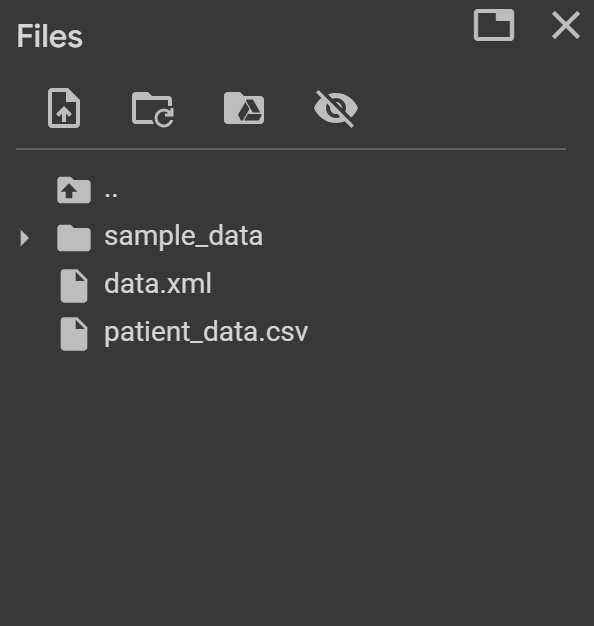 Files
..
sample_data
data.xml
patient_data.csv